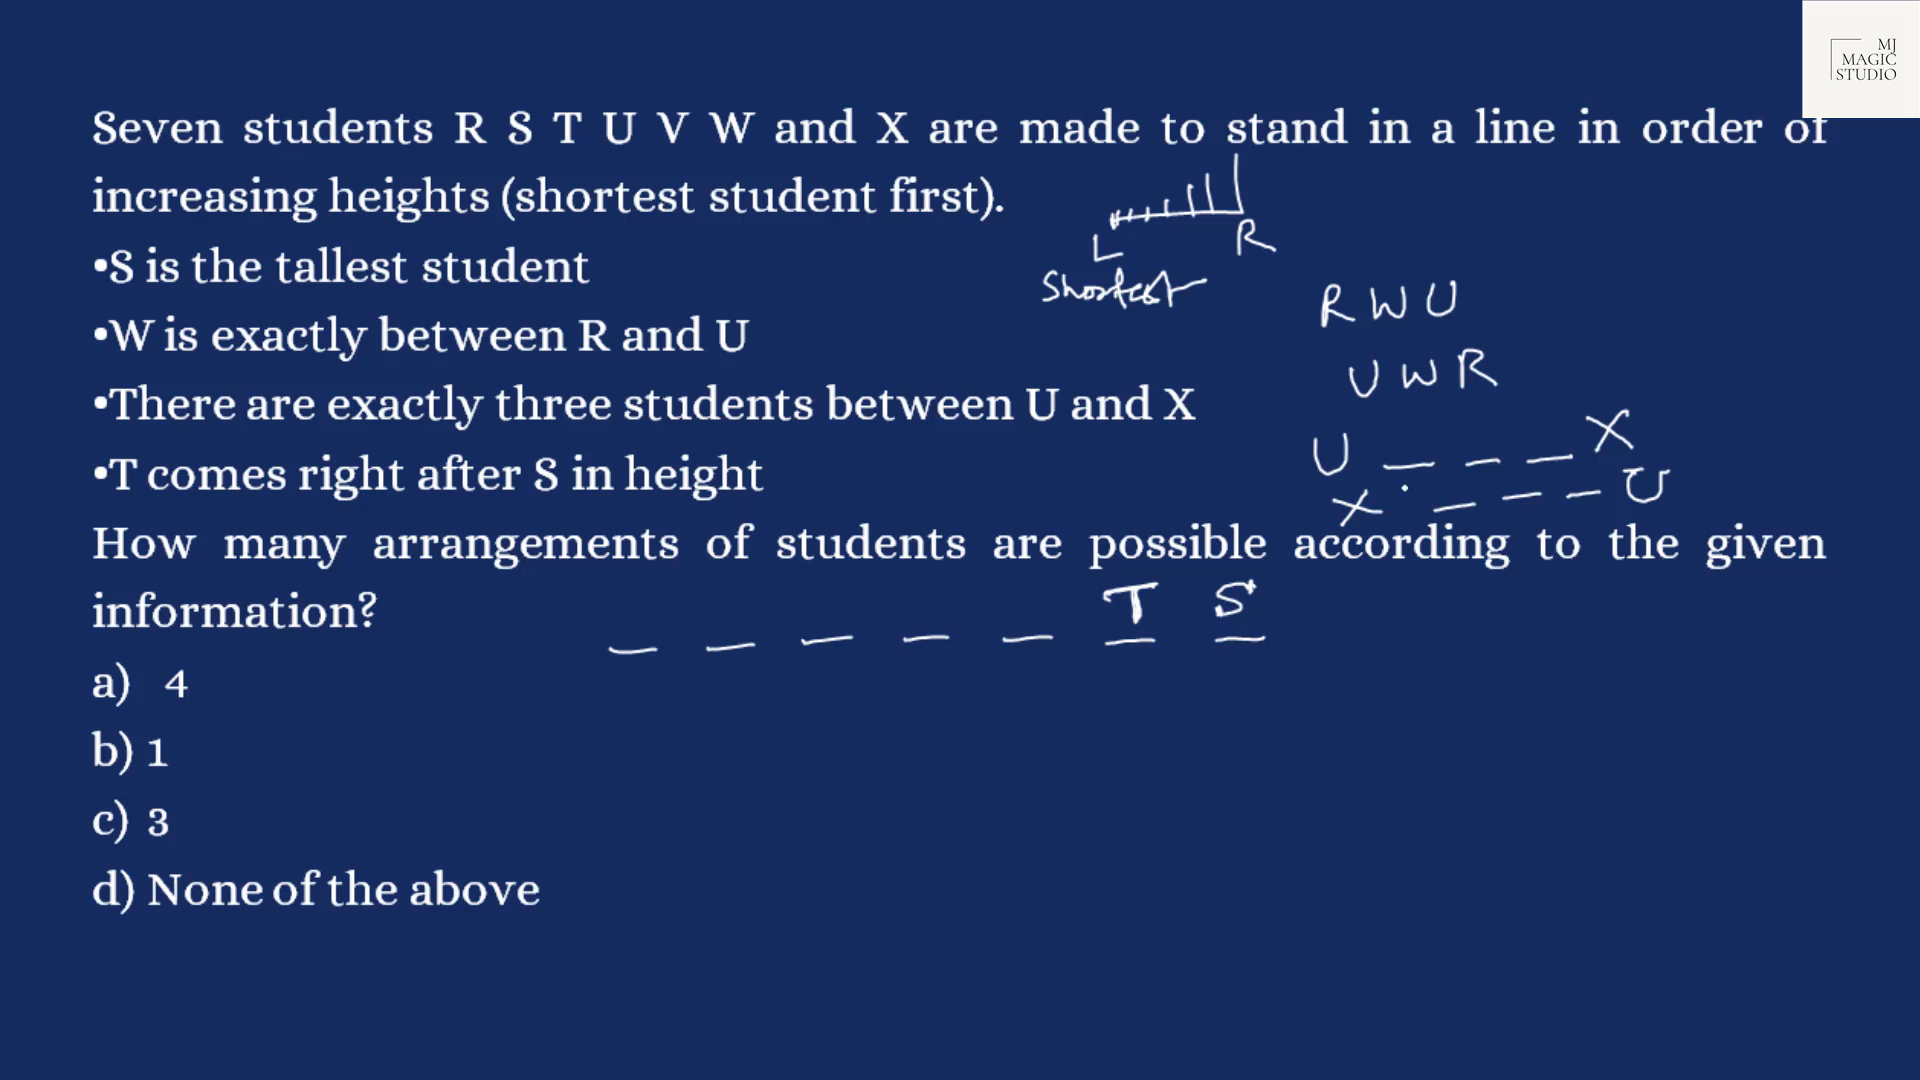 MJ
MAGIC
STUDIO
Seven students R S T U V W and X are made to stand in a line in order of
increasing heights (shortest student first).
L R
Shortest
•S is the tallest student
R W U
•W is exactly between R and U
U W R
•There are exactly three students between U and X
U _ _ _ X
•T comes right after S in height
X _ _ _ U
How many arrangements of students are possible according to the given
information?
_ _ _ _ _ T S
a) 4
b) 1
c) 3
d) None of the above